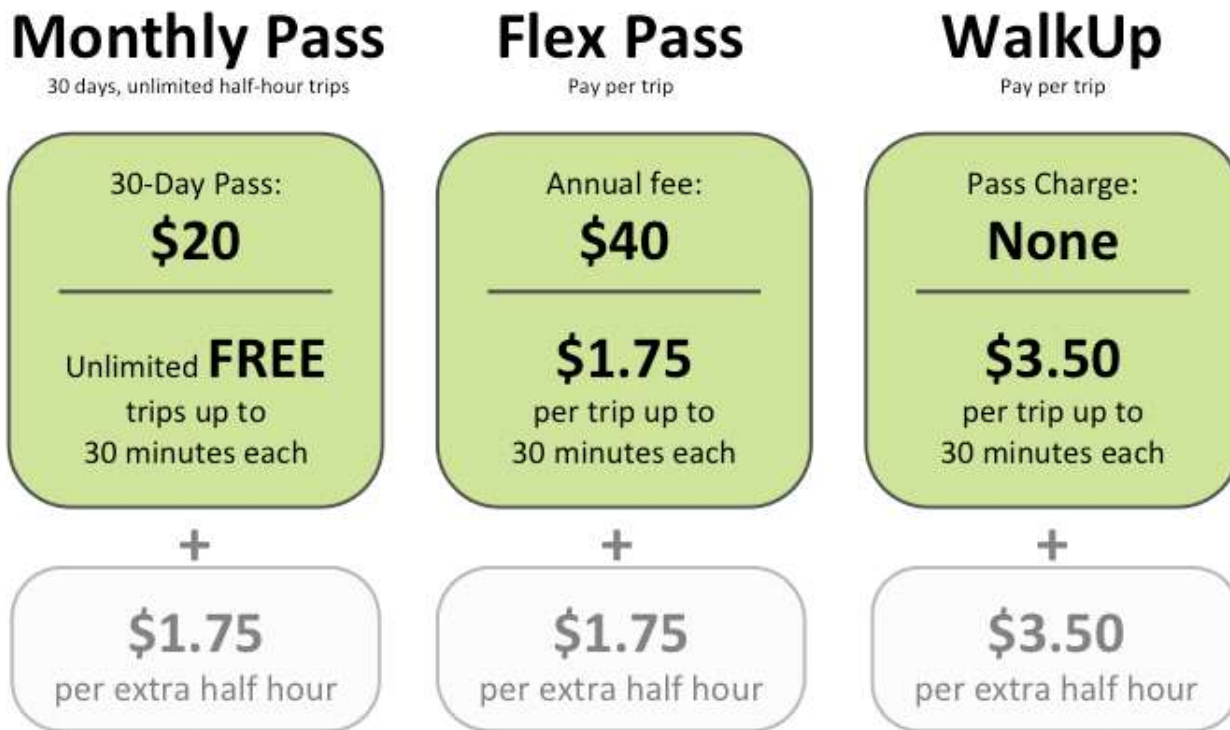 Monthly Pass
30 days, unlimited half-hour trips
30-Day Pass:
$20
Unlimited FREE
trips up to
30 minutes each
+
$1.75
per extra half hour
Flex Pass
Pay per trip
Annual fee:
$40
$1.75
per trip up to
30 minutes each
+
$1.75
per extra half hour
WalkUp
Pay per trip
Pass Charge:
None
$3.50
per trip up to
30 minutes each
+
$3.50
per extra half hour